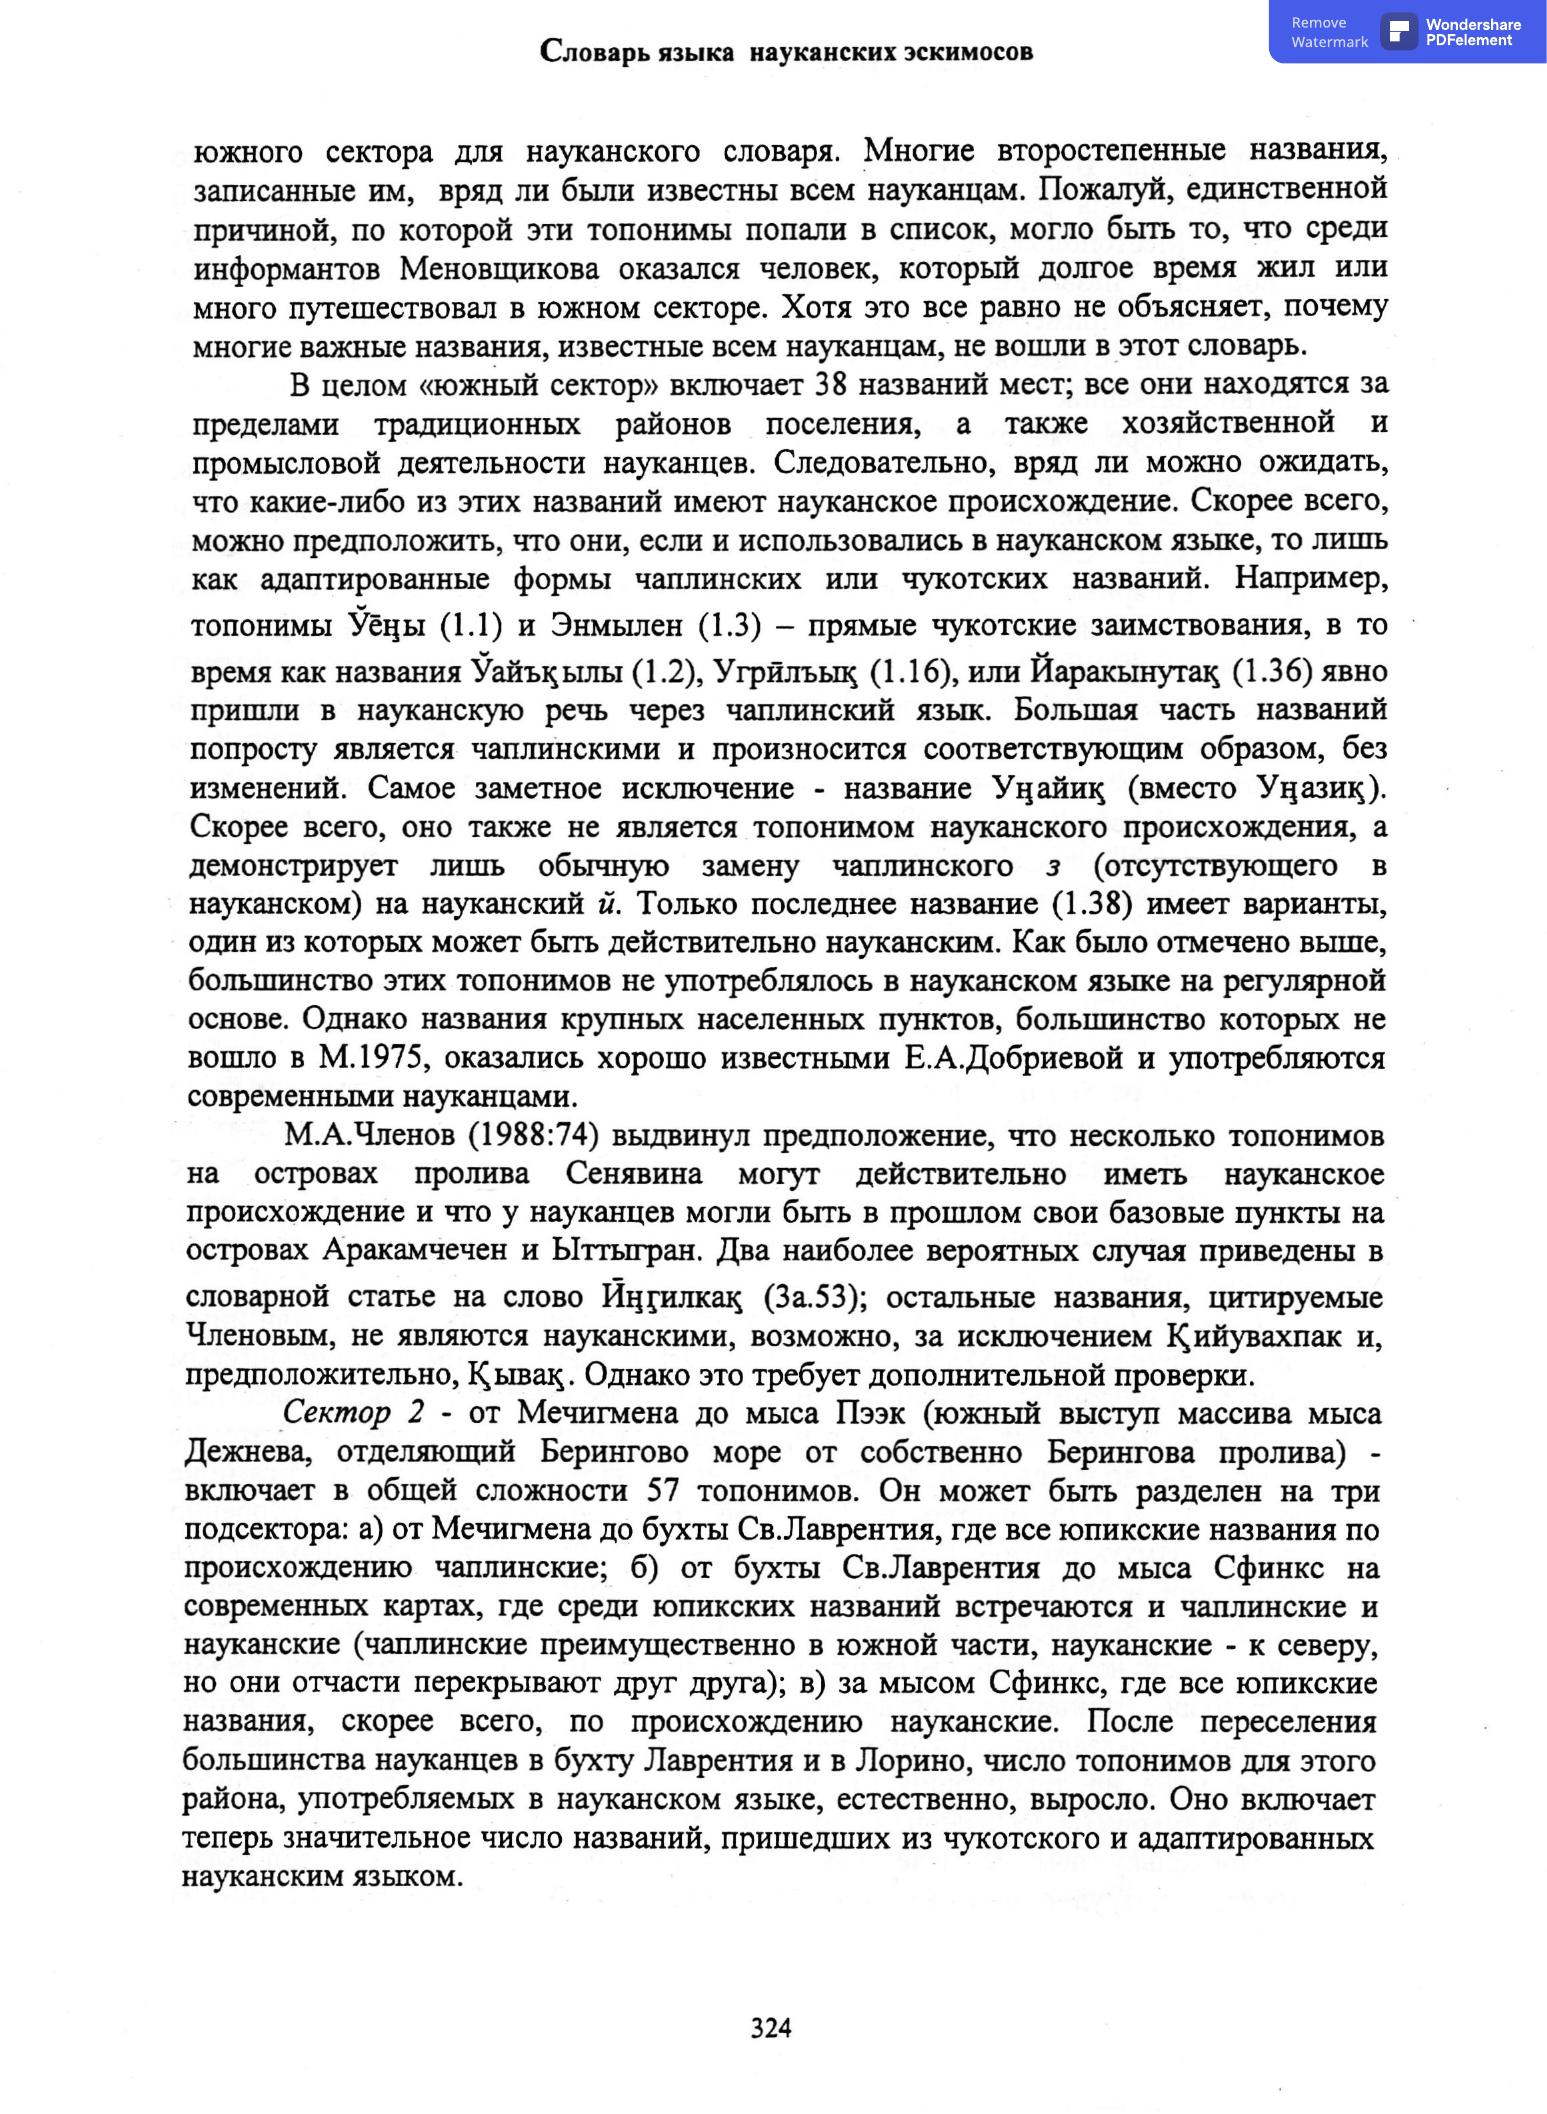 Remove
Watermark
Wondershare
PDFelement
Словарь языка науканских эскимосов
южного сектора для науканского словаря. Многие второстепенные названия,
записанные им, вряд ли были известны всем науканцам. Пожалуй, единственной
причиной, по которой эти топонимы попали в список, могло быть то, что среди
информантов Меновщикова оказался человек, который долгое время жил или
много путешествовал в южном секторе. Хотя это все равно не объясняет, почему
многие важные названия, известные всем науканцам, не вошли в этот словарь.
В целом «южный сектор» включает 38 названий мест; все они находятся за
пределами традиционных районов поселения, а также хозяйственной и
промысловой деятельности науканцев. Следовательно, вряд ли можно ожидать,
что какие-либо из этих названий имеют науканское происхождение. Скорее всего,
можно предположить, что они, если и использовались в науканском языке, то лишь
как адаптированные формы чаплинских или чукотских названий. Например,
топонимы Ўēӊы (1.1) и Энмылен (1.3) – прямые чукотские заимствования, в то
время как названия Ўайъӄылы (1.2), Угрӣлъыӄ (1.16), или Йаракынутаӄ (1.36) явно
пришли в науканскую речь через чаплинский язык. Большая часть названий
попросту является чаплинскими и произносится соответствующим образом, без
изменений. Самое заметное исключение - название Уӊайиӄ (вместо Уӊазиӄ).
Скорее всего, оно также не является топонимом науканского происхождения, а
демонстрирует лишь обычную замену чаплинского з (отсутствующего в
науканском) на науканский й. Только последнее название (1.38) имеет варианты,
один из которых может быть действительно науканским. Как было отмечено выше,
большинство этих топонимов не употреблялось в науканском языке на регулярной
основе. Однако названия крупных населенных пунктов, большинство которых не
вошло в М.1975, оказались хорошо известными Е.А.Добриевой и употребляются
современными науканцами.
М.А.Членов (1988:74) выдвинул предположение, что несколько топонимов
на островах пролива Сенявина могут действительно иметь науканское
происхождение и что у науканцев могли быть в прошлом свои базовые пункты на
островах Аракамчечен и Ыттыгран. Два наиболее вероятных случая приведены в
словарной статье на слово Ӣӊӷилкаӄ (3а.53); остальные названия, цитируемые
Членовым, не являются науканскими, возможно, за исключением Ӄийувахпак и,
предположительно, Ӄываӄ. Однако это требует дополнительной проверки.
Сектор 2 - от Мечигмена до мыса Пээк (южный выступ массива мыса
Дежнева, отделяющий Берингово море от собственно Берингова пролива) -
включает в общей сложности 57 топонимов. Он может быть разделен на три
подсектора: а) от Мечигмена до бухты Св.Лаврентия, где все юпикские названия по
происхождению чаплинские; б) от бухты Св.Лаврентия до мыса Сфинкс на
современных картах, где среди юпикских названий встречаются и чаплинские и
науканские (чаплинские преимущественно в южной части, науканские - к северу,
но они отчасти перекрывают друг друга); в) за мысом Сфинкс, где все юпикские
названия, скорее всего, по происхождению науканские. После переселения
большинства науканцев в бухту Лаврентия и в Лорино, число топонимов для этого
района, употребляемых в науканском языке, естественно, выросло. Оно включает
теперь значительное число названий, пришедших из чукотского и адаптированных
науканским языком.
324